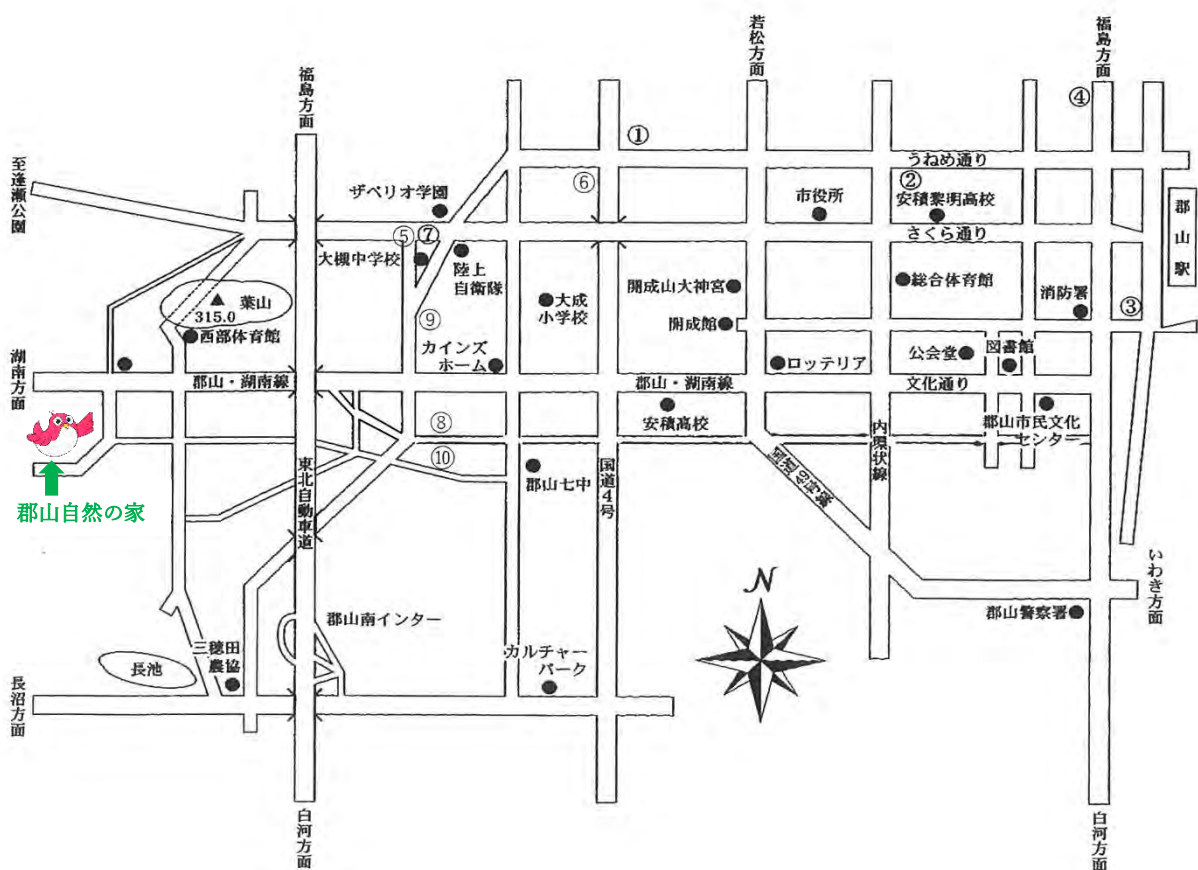 若松方面
福島方面
福島方面
④
①
うねめ通り
至逢瀬公園
ザベリオ学園
⑥
市役所
②
安積黎明高校
郡山駅
⑤
⑦
さくら通り
大槻中学校
陸上
自衛隊
総合体育館
開成山大神宮
消防署
葉山
315.0
大成
小学校
③
⑨
西部体育館
開成館
カインズ
ホーム
公会堂
図書館
湖南方面
ロッテリア
郡山・湖南線
郡山・湖南線
文化通り
安積高校
郡山市民文化
センター
⑧
⑩
内環状線
国道49号線
郡山七中
国道4号
東北自動車道
郡山自然の家
N
いわき方面
郡山警察署
郡山南インター
三穂田
農協
カルチャー
パーク
長池
長沼方面
白河方面
白河方面